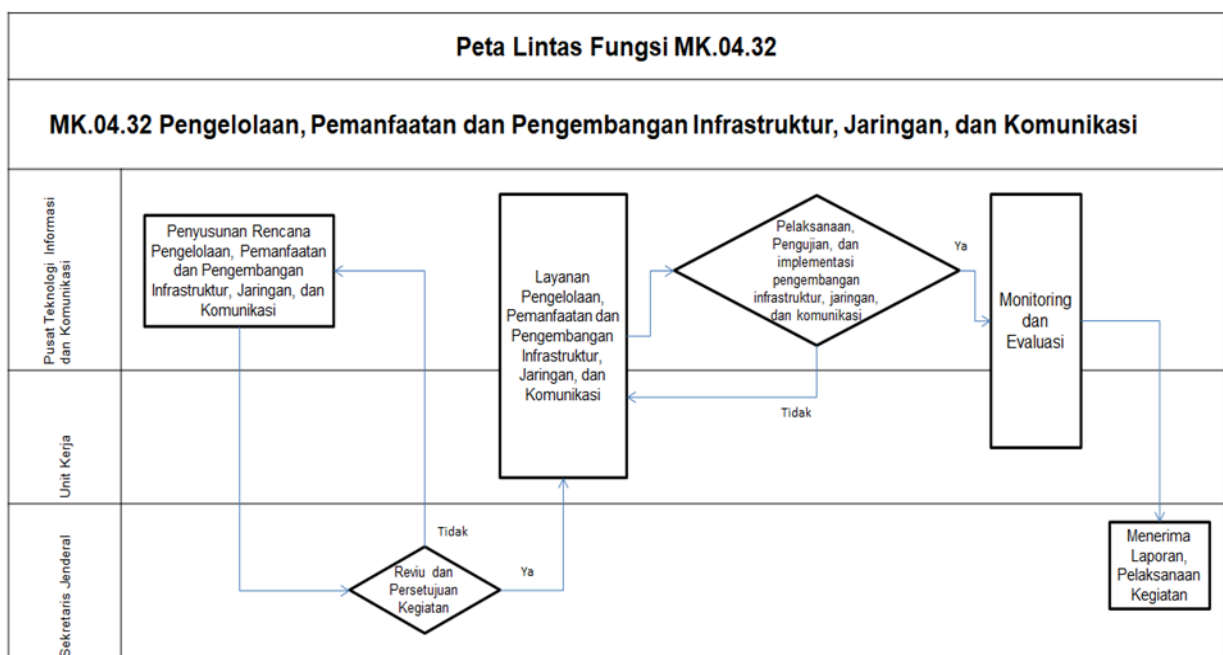 Peta Lintas Fungsi MK.04.32
MK.04.32 Pengelolaan, Pemanfaatan dan Pengembangan Infrastruktur, Jaringan, dan Komunikasi
Pusat Teknologi Informasi
dan Komunikasi
Penyusunan Rencana
Pengelolaan, Pemanfaatan
dan Pengembangan
Infrastruktur, Jaringan, dan
Komunikasi
Layanan
Pengelolaan,
Pemanfaatan dan
Pengembangan
Infrastruktur,
Jaringan, dan
Komunikasi
Pelaksanaan,
Pengujian, dan
implementasi
pengembangan
infrastruktur, jaringan,
dan komunikasi
Ya
Tidak
Monitoring
dan
Evaluasi
Unit Kerja
Sekretaris Jenderal
Tidak
Reviu dan
Persetujuan
Kegiatan
Ya
Menerima
Laporan,
Pelaksanaan
Kegiatan